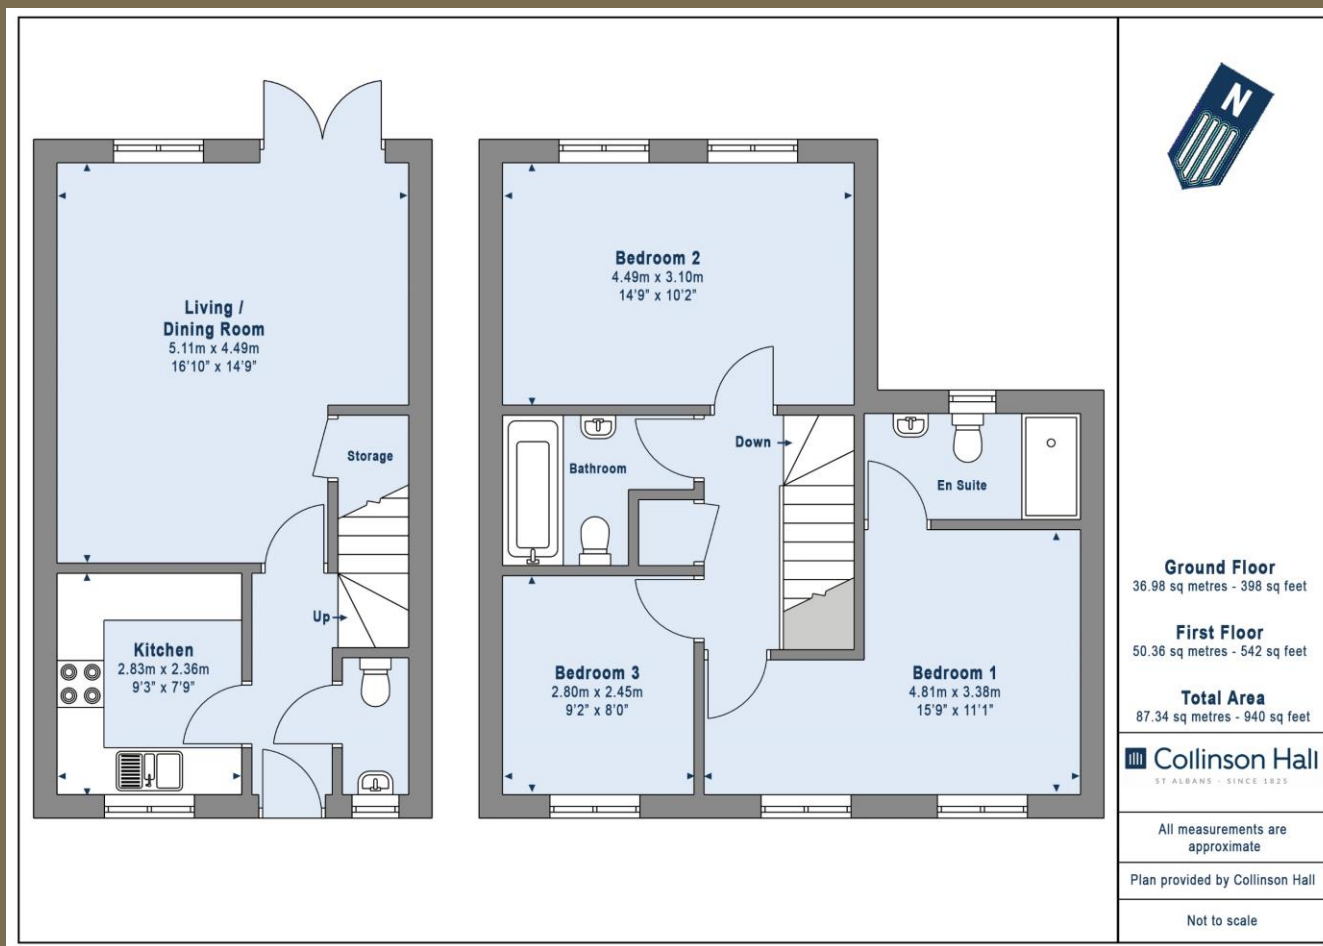 Living /
Dining Room
5.11m x 4.49m
16'10" x 14'9"
Storage
Up
Kitchen
2.83m x 2.36m
9'3" x 7'9"
Bedroom 2
4.49m x 3.10m
14'9" x 10'2"
Down
Bathroom
En Suite
Bedroom 3
2.80m x 2.45m
9'2" x 8'0"
Bedroom 1
4.81m x 3.38m
15'9" x 11'1"
N
Ground Floor
36.98 sq metres - 398 sq feet
First Floor
50.36 sq metres - 542 sq feet
Total Area
87.34 sq metres - 940 sq feet
Collinson Hall
ST ALBANS - SINCE 1825
All measurements are
approximate
Plan provided by Collinson Hall
Not to scale